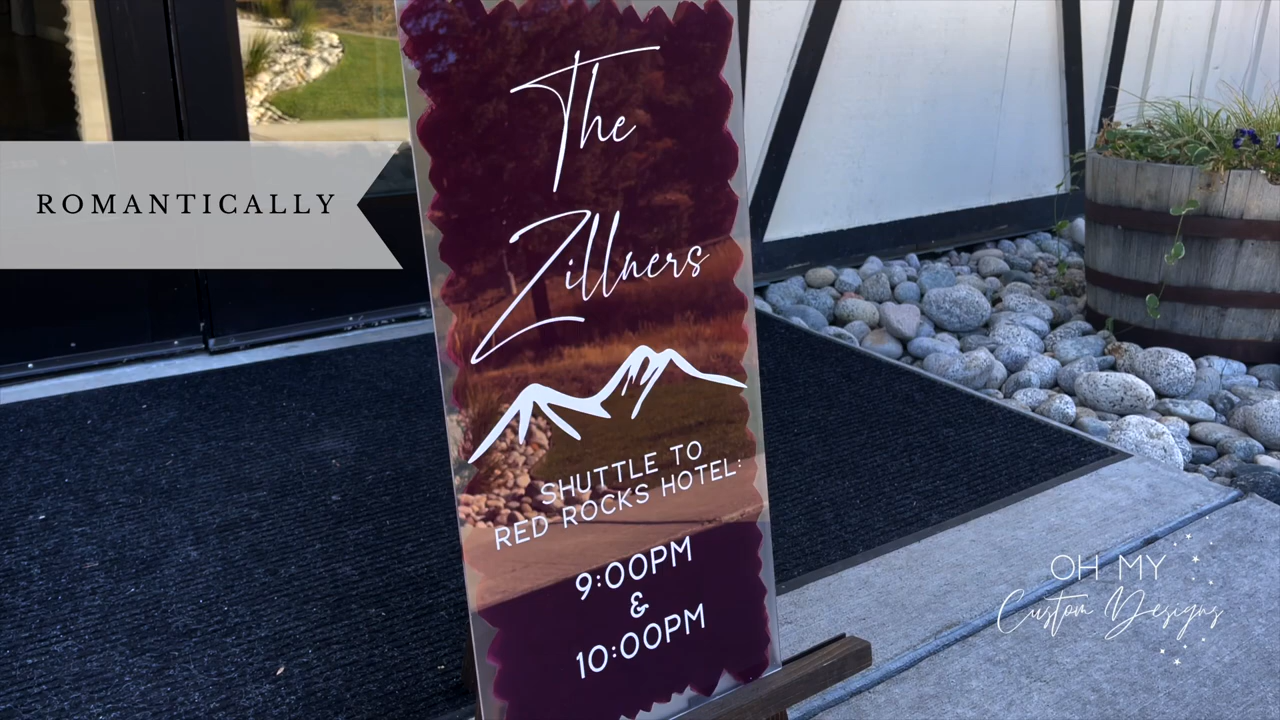 The
Zillners
SHUTTLE TO
RED ROCKS HOTEL:
9:00PM
&
10:00PM
ROMANTICALLY
OH MY
Custom Designs